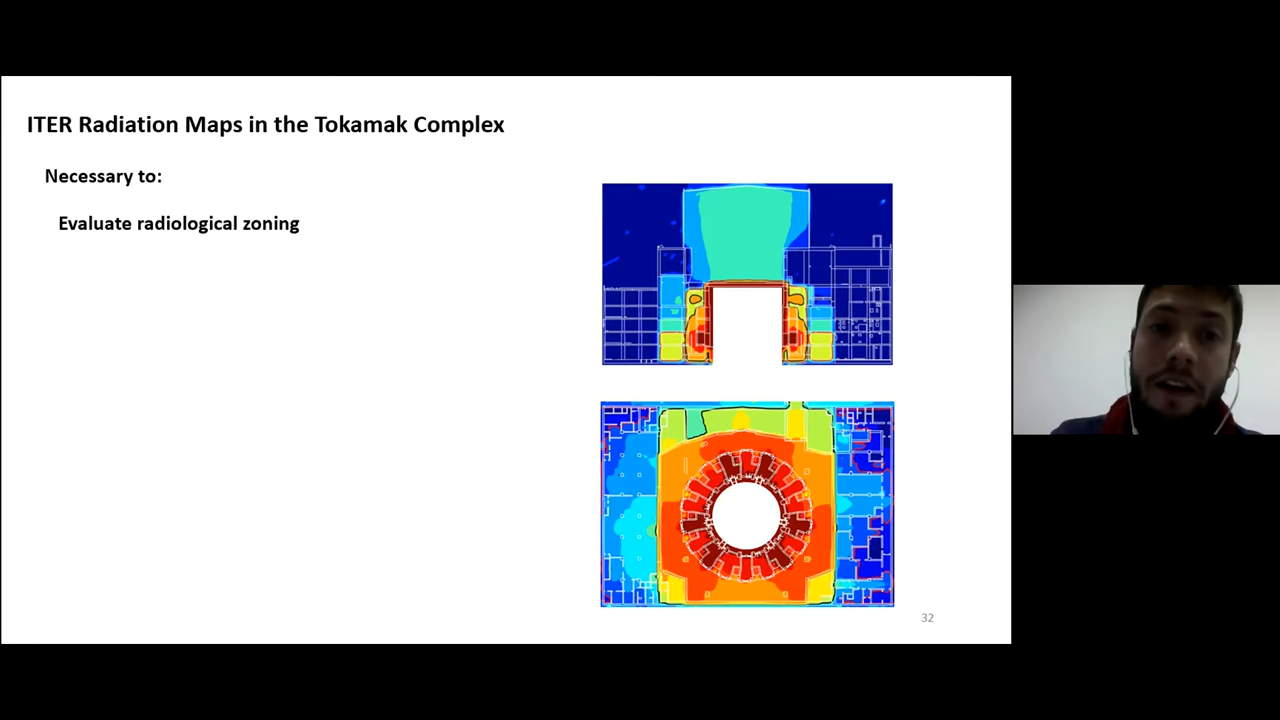 ITER Radiation Maps in the Tokamak Complex
Necessary to:
Evaluate radiological zoning
32